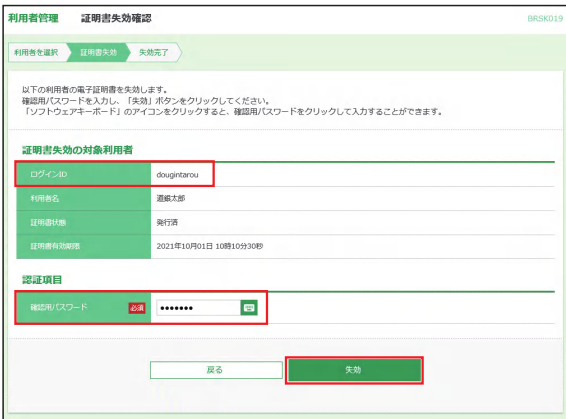 利用者管理 証明書失効確認 BRSK019
利用者を選択 証明書失効 失効完了
以下の利用者の電子証明書を失効します。
確認用パスワードを入力し、「失効」ボタンをクリックしてください。
「ソフトウェアキーボード」のアイコンをクリックすると、確認用パスワードをクリックして入力することができます。
証明書失効の対象利用者
ログインID dougintarou
利用者名 道銀太郎
証明書状態 発行済
証明書有効期限 2021年10月01日 10時10分30秒
認証項目
確認用パスワード 必須 •••••••
戻る 失効